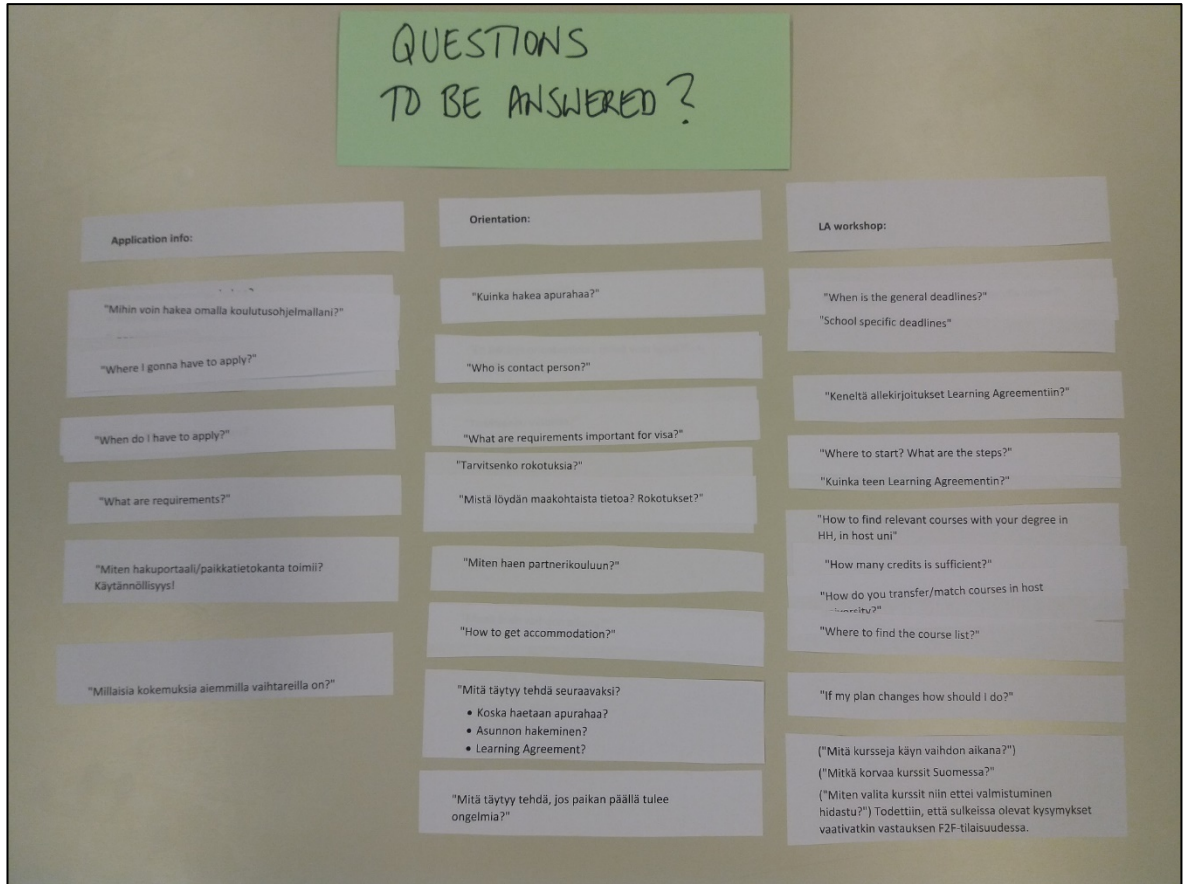 QUESTIONS
TO BE ANSWERED?
Application info:
"Mihin voin hakea omalla koulutusohjelmallani?"
"Where I gonna have to apply?"
"When do I have to apply?"
"What are requirements?"
"Miten hakuportaali/paikkatietokanta toimii?
Käytännöllisyys!
"Millaisia kokemuksia aiemmilla vaihtareilla on?"
Orientation:
"Kuinka hakea apurahaa?"
"Who is contact person?"
"What are requirements important for visa?"
"Tarvitsenko rokotuksia?"
"Mistä löydän maakohtaista tietoa? Rokotukset?"
"Miten haen partnerikouluun?"
"How to get accommodation?"
"Mitä täytyy tehdä seuraavaksi?
• Koska haetaan apurahaa?
• Asunnon hakeminen?
• Learning Agreement?
"Mitä täytyy tehdä, jos paikan päällä tulee
ongelmia?"
LA workshop:
"When is the general deadlines?"
"School specific deadlines"
"Keneltä allekirjoitukset Learning Agreementiin?"
"Where to start? What are the steps?"
"Kuinka teen Learning Agreementin?"
"How to find relevant courses with your degree in
HH, in host uni"
"How many credits is sufficient?"
"How do you transfer/match courses in host
"Where to find the course list?"
"If my plan changes how should I do?"
("Mitä kursseja käyn vaihdon aikana?")
("Mitkä korvaa kurssit Suomessa?"
("Miten valita kurssit niin ettei valmistuminen
hidastu?") Todettiin, että sulkeissa olevat kysymykset
vaativatkin vastauksen F2F-tilaisuudessa.